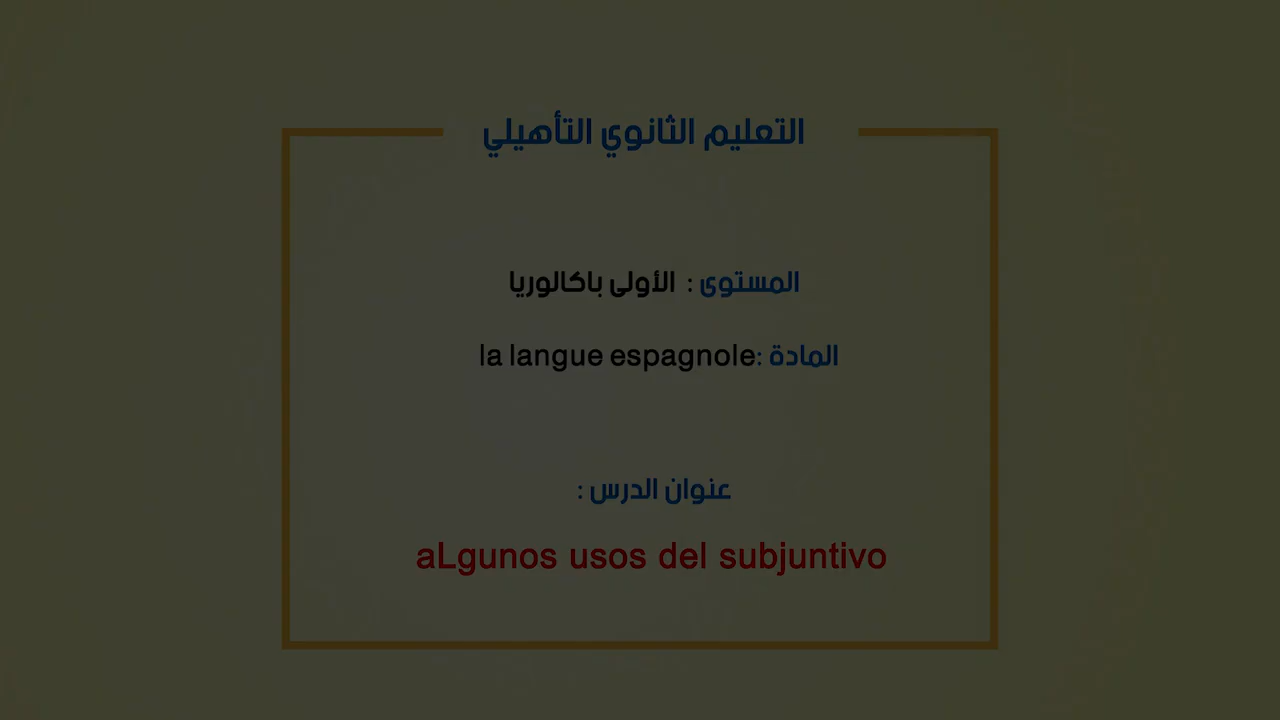 التعليم الثانوي التأهيلي
المستوى : الأولى باكالوريا
المادة :la langue espagnole
عنوان الدرس :
aLgunos usos del subjuntivo